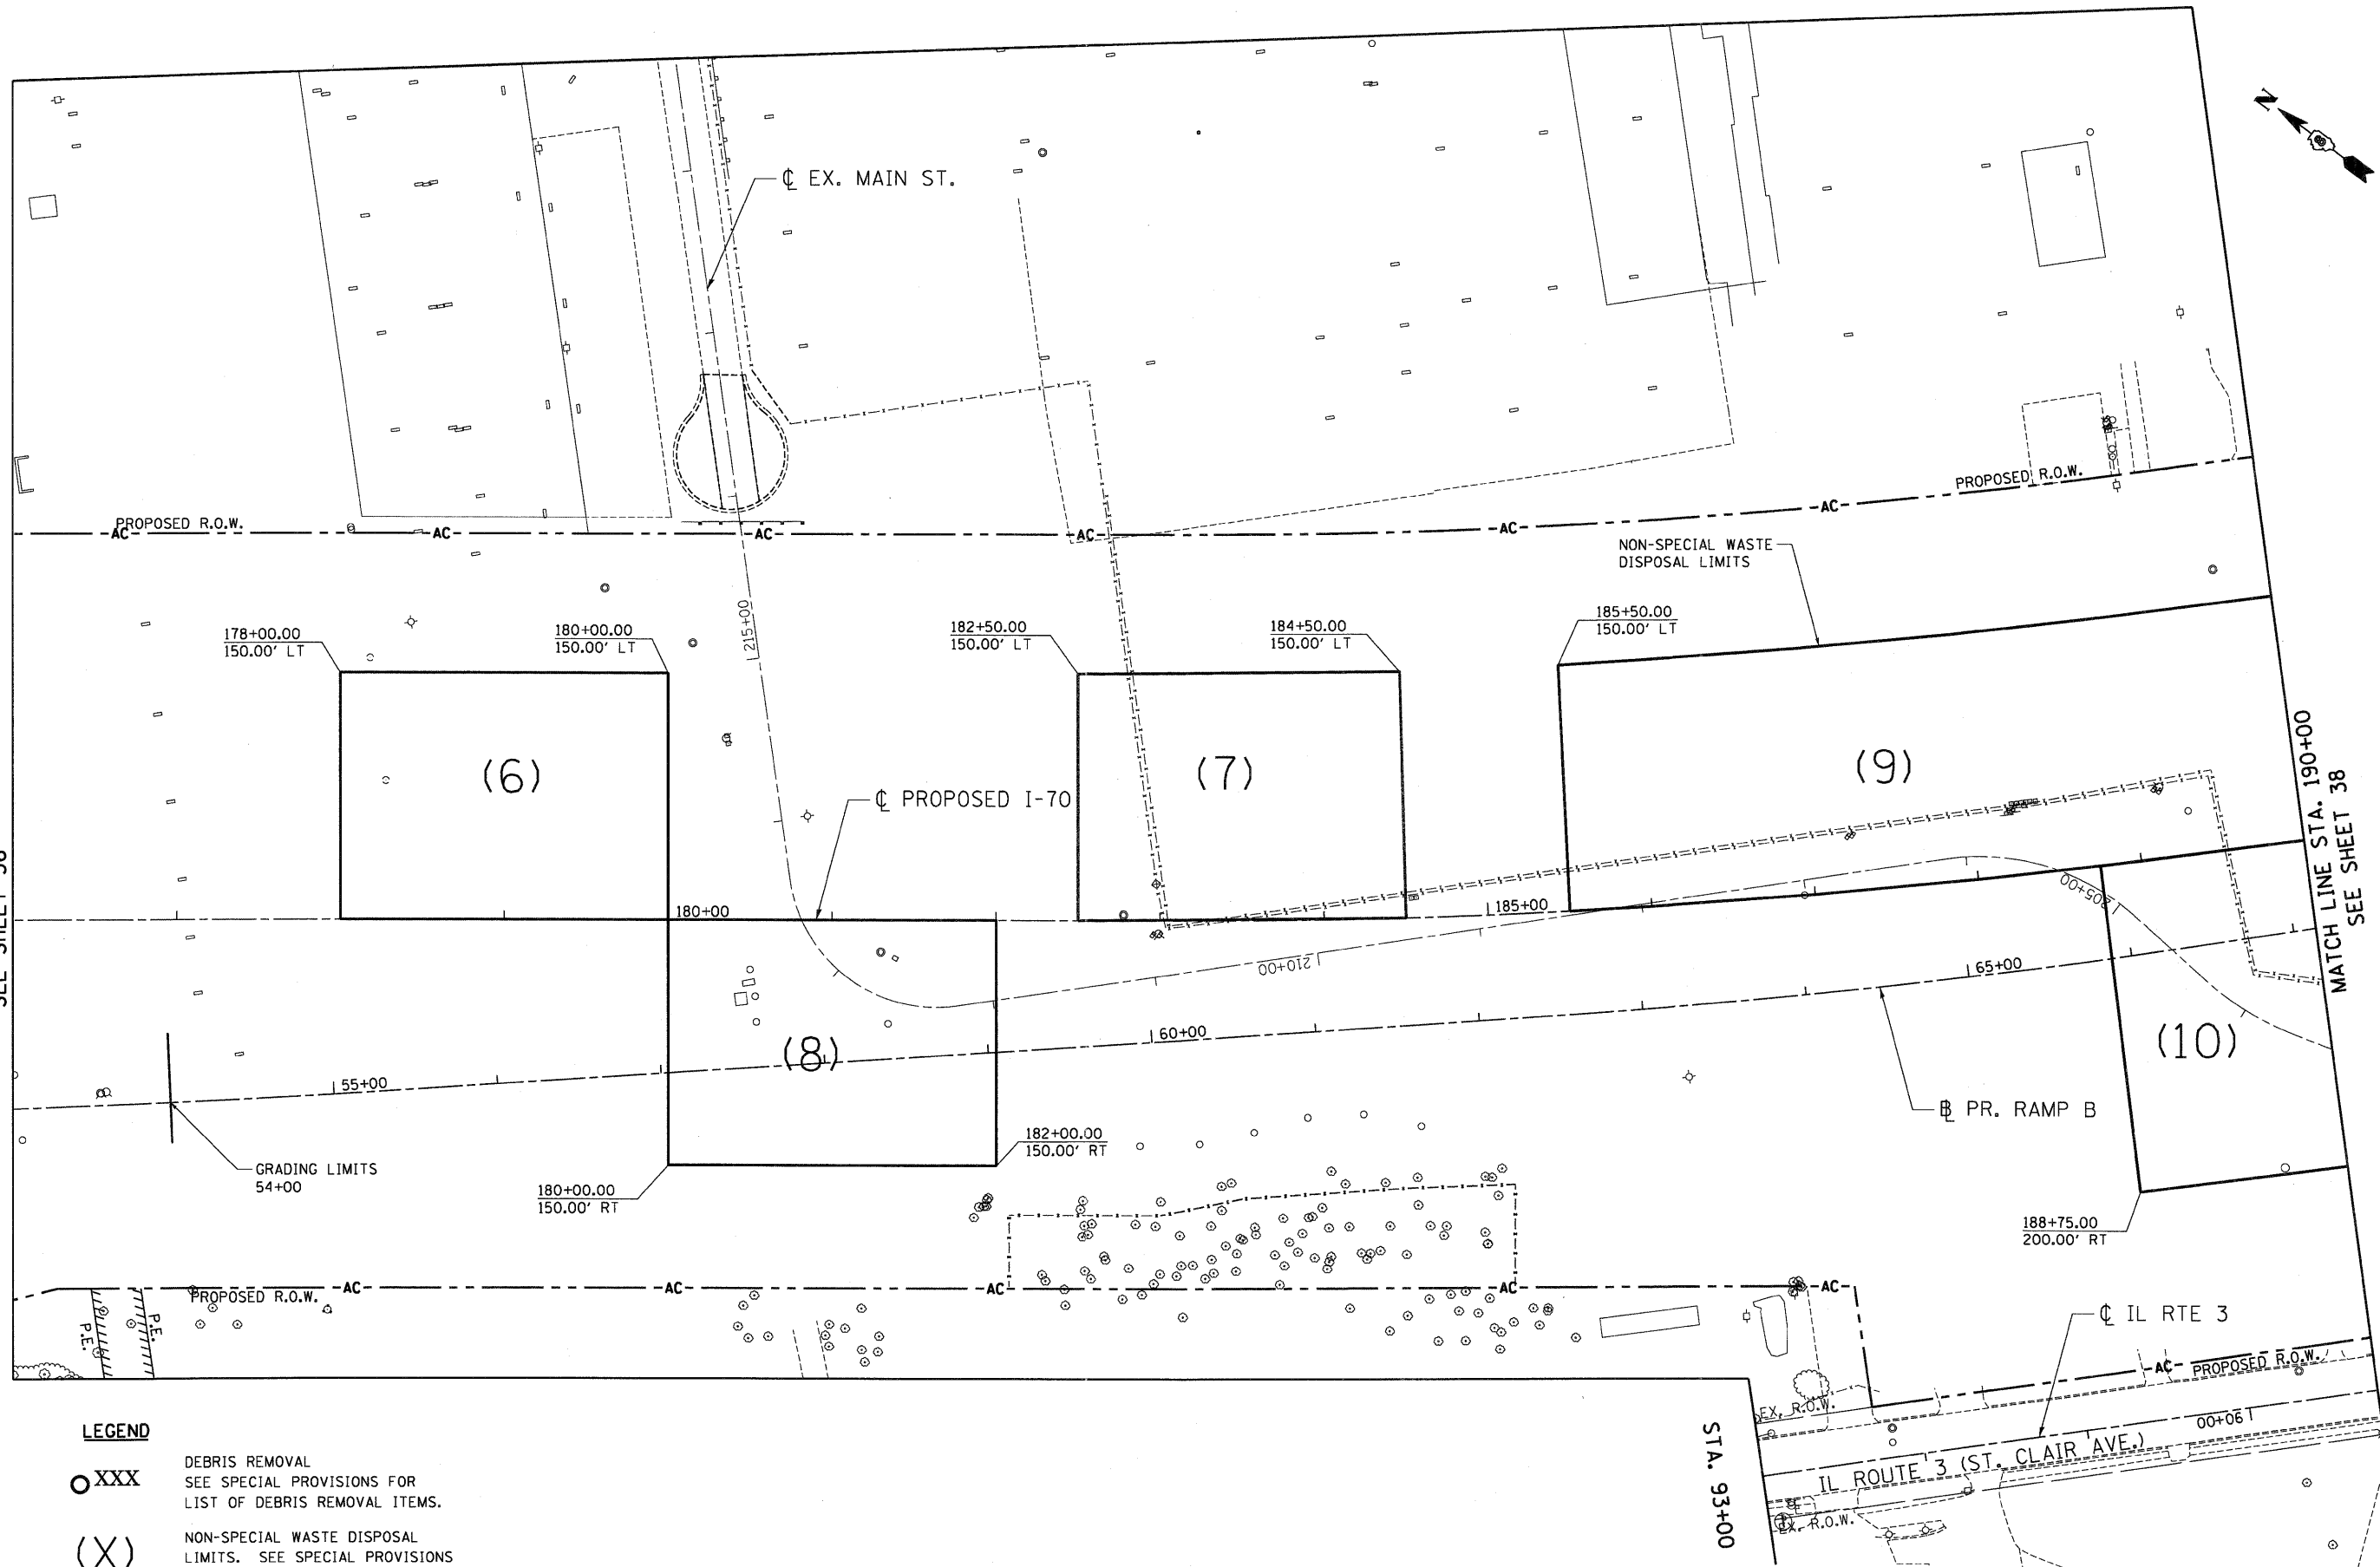 N
℄ EX. MAIN ST.
PROPOSED R.O.W.
AC
AC
AC
AC
AC
AC
PROPOSED R.O.W.
NON-SPECIAL WASTE
DISPOSAL LIMITS
178+00.00
150.00' LT
180+00.00
150.00' LT
215+00
182+50.00
150.00' LT
184+50.00
150.00' LT
185+50.00
150.00' LT
(6)
(7)
(9)
℄ PROPOSED I-70
MATCH LINE STA. 190+00
SEE SHEET 38
180+00
185+00
205+00
210+00
65+00
60+00
55+00
(8)
(10)
℄ PR. RAMP B
GRADING LIMITS
54+00
182+00.00
150.00' RT
180+00.00
150.00' RT
188+75.00
200.00' RT
PROPOSED R.O.W.
AC
AC
AC
AC
AC
P.E.
P.E.
℄ IL RTE 3
AC
PROPOSED R.O.W.
EX. R.O.W.
90+00
IL ROUTE 3 (ST. CLAIR AVE.)
EX. R.O.W.
STA. 93+00
LEGEND
XXX
DEBRIS REMOVAL
SEE SPECIAL PROVISIONS FOR
LIST OF DEBRIS REMOVAL ITEMS.
(X)
NON-SPECIAL WASTE DISPOSAL
LIMITS. SEE SPECIAL PROVISIONS